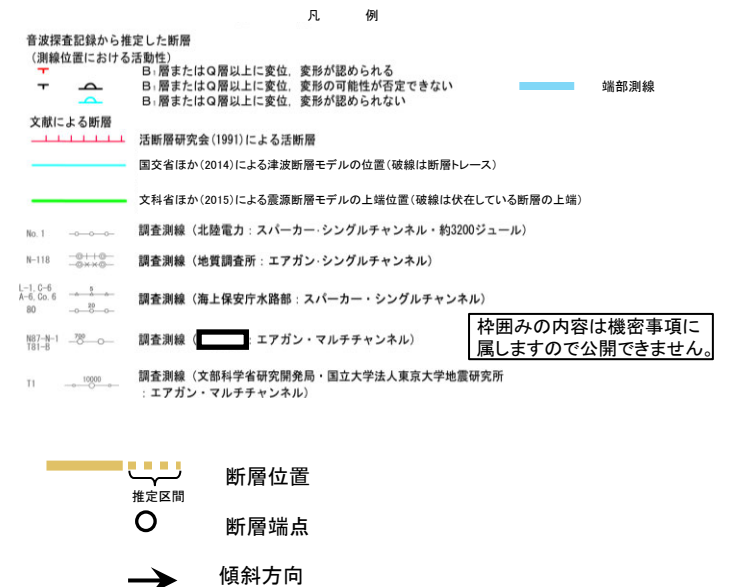 凡 例
音波探査記録から推定した断層
(測線位置における活動性)
B₁層またはQ層以上に変位，変形が認められる
B₁層またはQ層以上に変位，変形の可能性が否定できない
B₁層またはQ層以上に変位，変形が認められない
端部測線
文献による断層
活断層研究会(1991)による活断層
国交省ほか(2014)による津波断層モデルの位置(破線は断層トレース)
文科省ほか(2015)による震源断層モデルの上端位置(破線は伏在している断層の上端)
No. 1 調査測線（北陸電力：スパーカー・シングルチャンネル・約3200ジュール）
N-118 調査測線（地質調査所：エアガン・シングルチャンネル）
L-1, C-6
A-6, Co. 6 5
80 20
調査測線（海上保安庁水路部：スパーカー・シングルチャンネル）
N87-N-1
T81-B 750
調査測線（ ：エアガン・マルチチャンネル）
枠囲みの内容は機密事項に
属しますので公開できません。
T1 10000 調査測線（文部科学省研究開発局・国立大学法人東京大学地震研究所
：エアガン・マルチチャンネル）
断層位置
推定区間
断層端点
傾斜方向